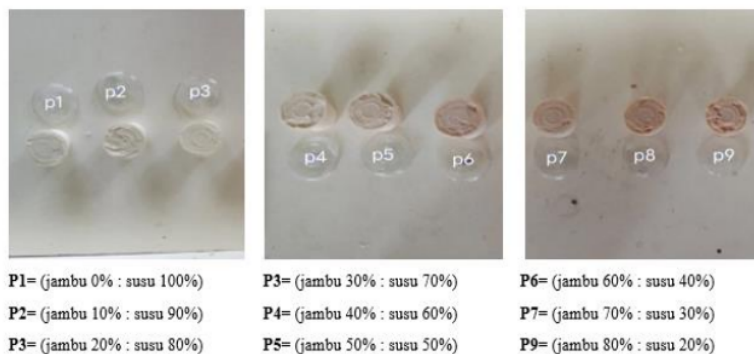 p1 p2 p3
p4 p5 p6
p7 p8 p9
P1= (jambu 0% : susu 100%)
P2= (jambu 10% : susu 90%)
P3= (jambu 20% : susu 80%)
P3= (jambu 30% : susu 70%)
P4= (jambu 40% : susu 60%)
P5= (jambu 50% : susu 50%)
P6= (jambu 60% : susu 40%)
P7= (jambu 70% : susu 30%)
P9= (jambu 80% : susu 20%)